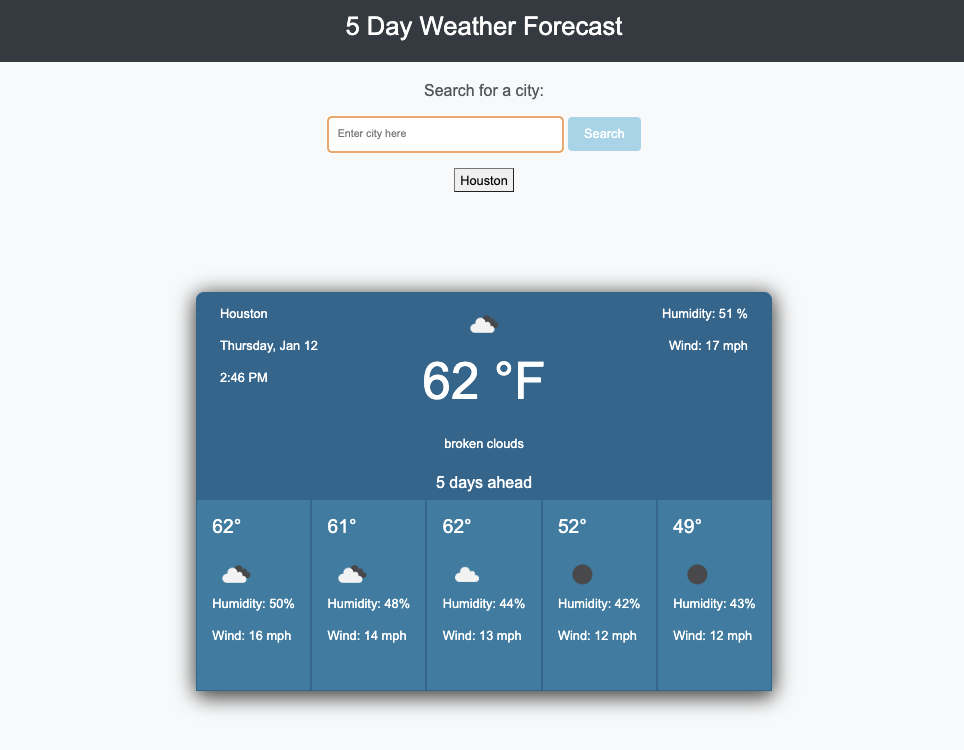 5 Day Weather Forecast
Search for a city:
Enter city here
Search
Houston
Houston
Thursday, Jan 12
2:46 PM
62 °F
broken clouds
Humidity: 51 %
Wind: 17 mph
5 days ahead
62°
Humidity: 50%
Wind: 16 mph
61°
Humidity: 48%
Wind: 14 mph
62°
Humidity: 44%
Wind: 13 mph
52°
Humidity: 42%
Wind: 12 mph
49°
Humidity: 43%
Wind: 12 mph